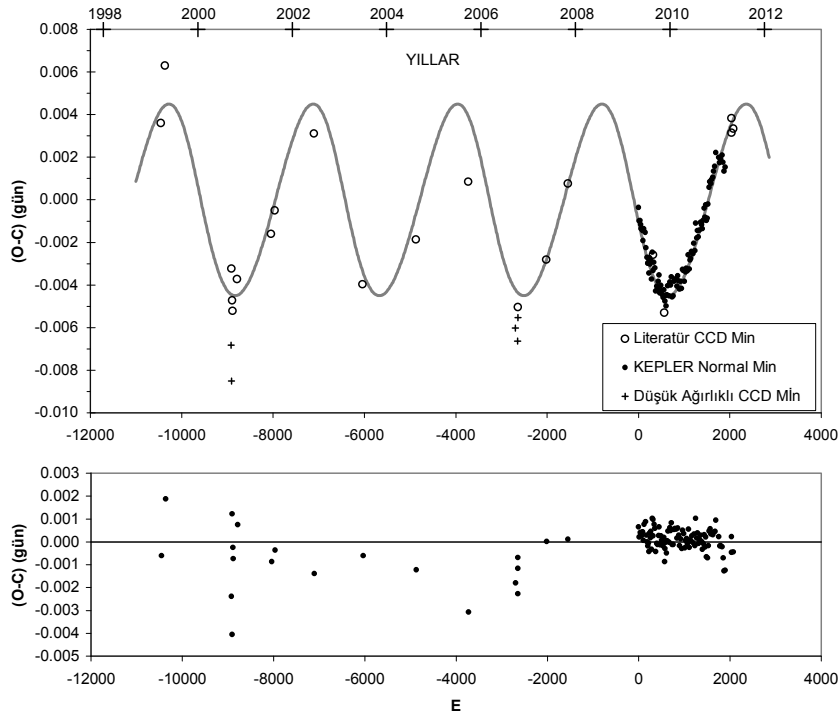 1998 2000 2002 2004 2006 2008 2010 2012
0.008
0.006
0.004
0.002
0.000
-0.002
-0.004
-0.006
-0.008
-0.010
(O-C) (gün)
YILLAR
Literatür CCD Min
KEPLER Normal Min
Düşük Ağırlıklı CCD Mİn
-12000 -10000 -8000 -6000 -4000 -2000 0 2000 4000
0.003
0.002
0.001
0.000
-0.001
-0.002
-0.003
-0.004
-0.005
(O-C) (gün)
-12000 -10000 -8000 -6000 -4000 -2000 0 2000 4000
E